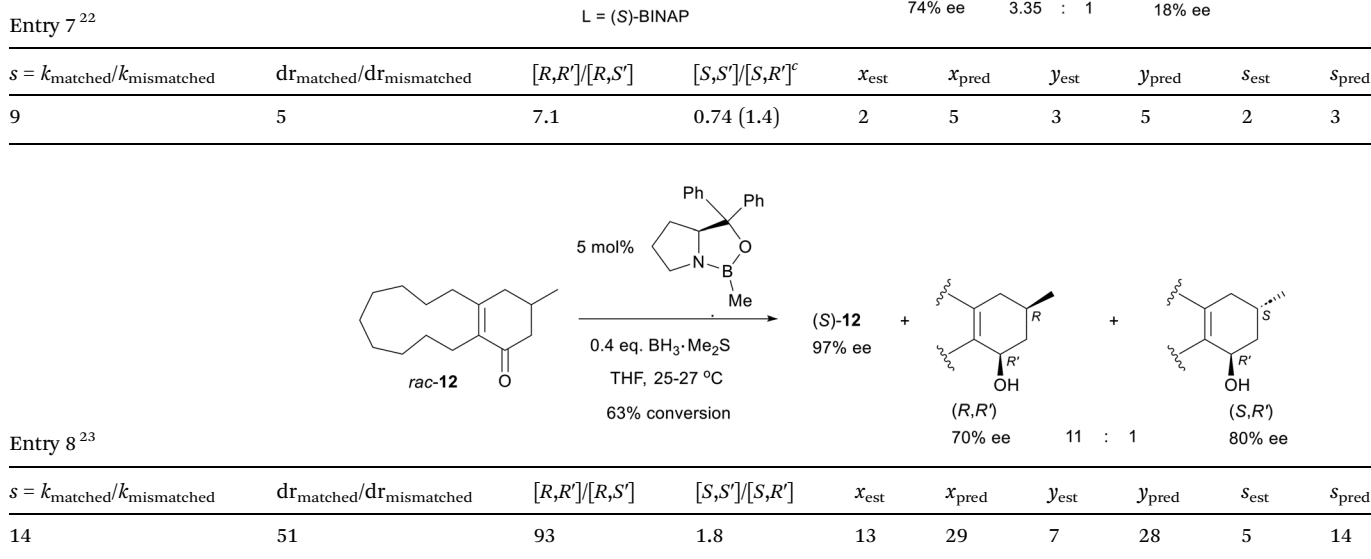 L = (S)-BINAP
74% ee 3.35 : 1 18% ee
Entry 7 22
s = kmatched/kmismatched drmatched/drmismatched [R,R′]/[R,S′] [S,S′]/[S,R′]c xest xpred yest ypred sest spred
9 5 7.1 0.74 (1.4) 2 5 3 5 2 3
Ph Ph
5 mol%
O
N B
Me
O
rac-12
0.4 eq. BH3·Me2S
THF, 25-27 oC
63% conversion
(S)-12 + +
97% ee
R
R′
OH
(R,R′)
70% ee 11 : 1
S
R′
OH
(S,R′)
80% ee
Entry 8 23
s = kmatched/kmismatched drmatched/drmismatched [R,R′]/[R,S′] [S,S′]/[S,R′] xest xpred yest ypred sest spred
14 51 93 1.8 13 29 7 28 5 14